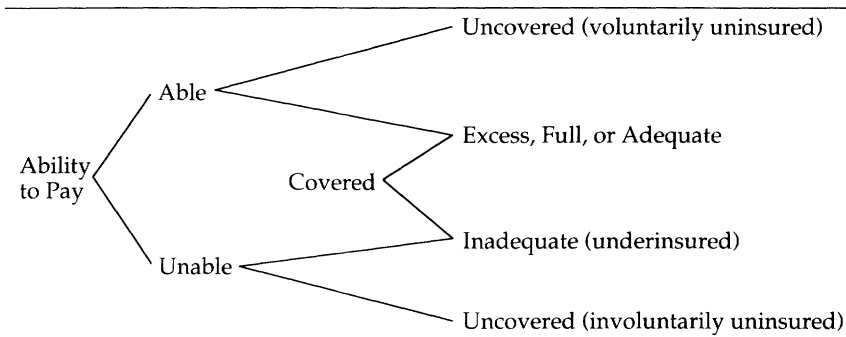 Uncovered (voluntarily uninsured)
Able
Excess, Full, or Adequate
Ability
to Pay
Covered
Inadequate (underinsured)
Unable
Uncovered (involuntarily uninsured)